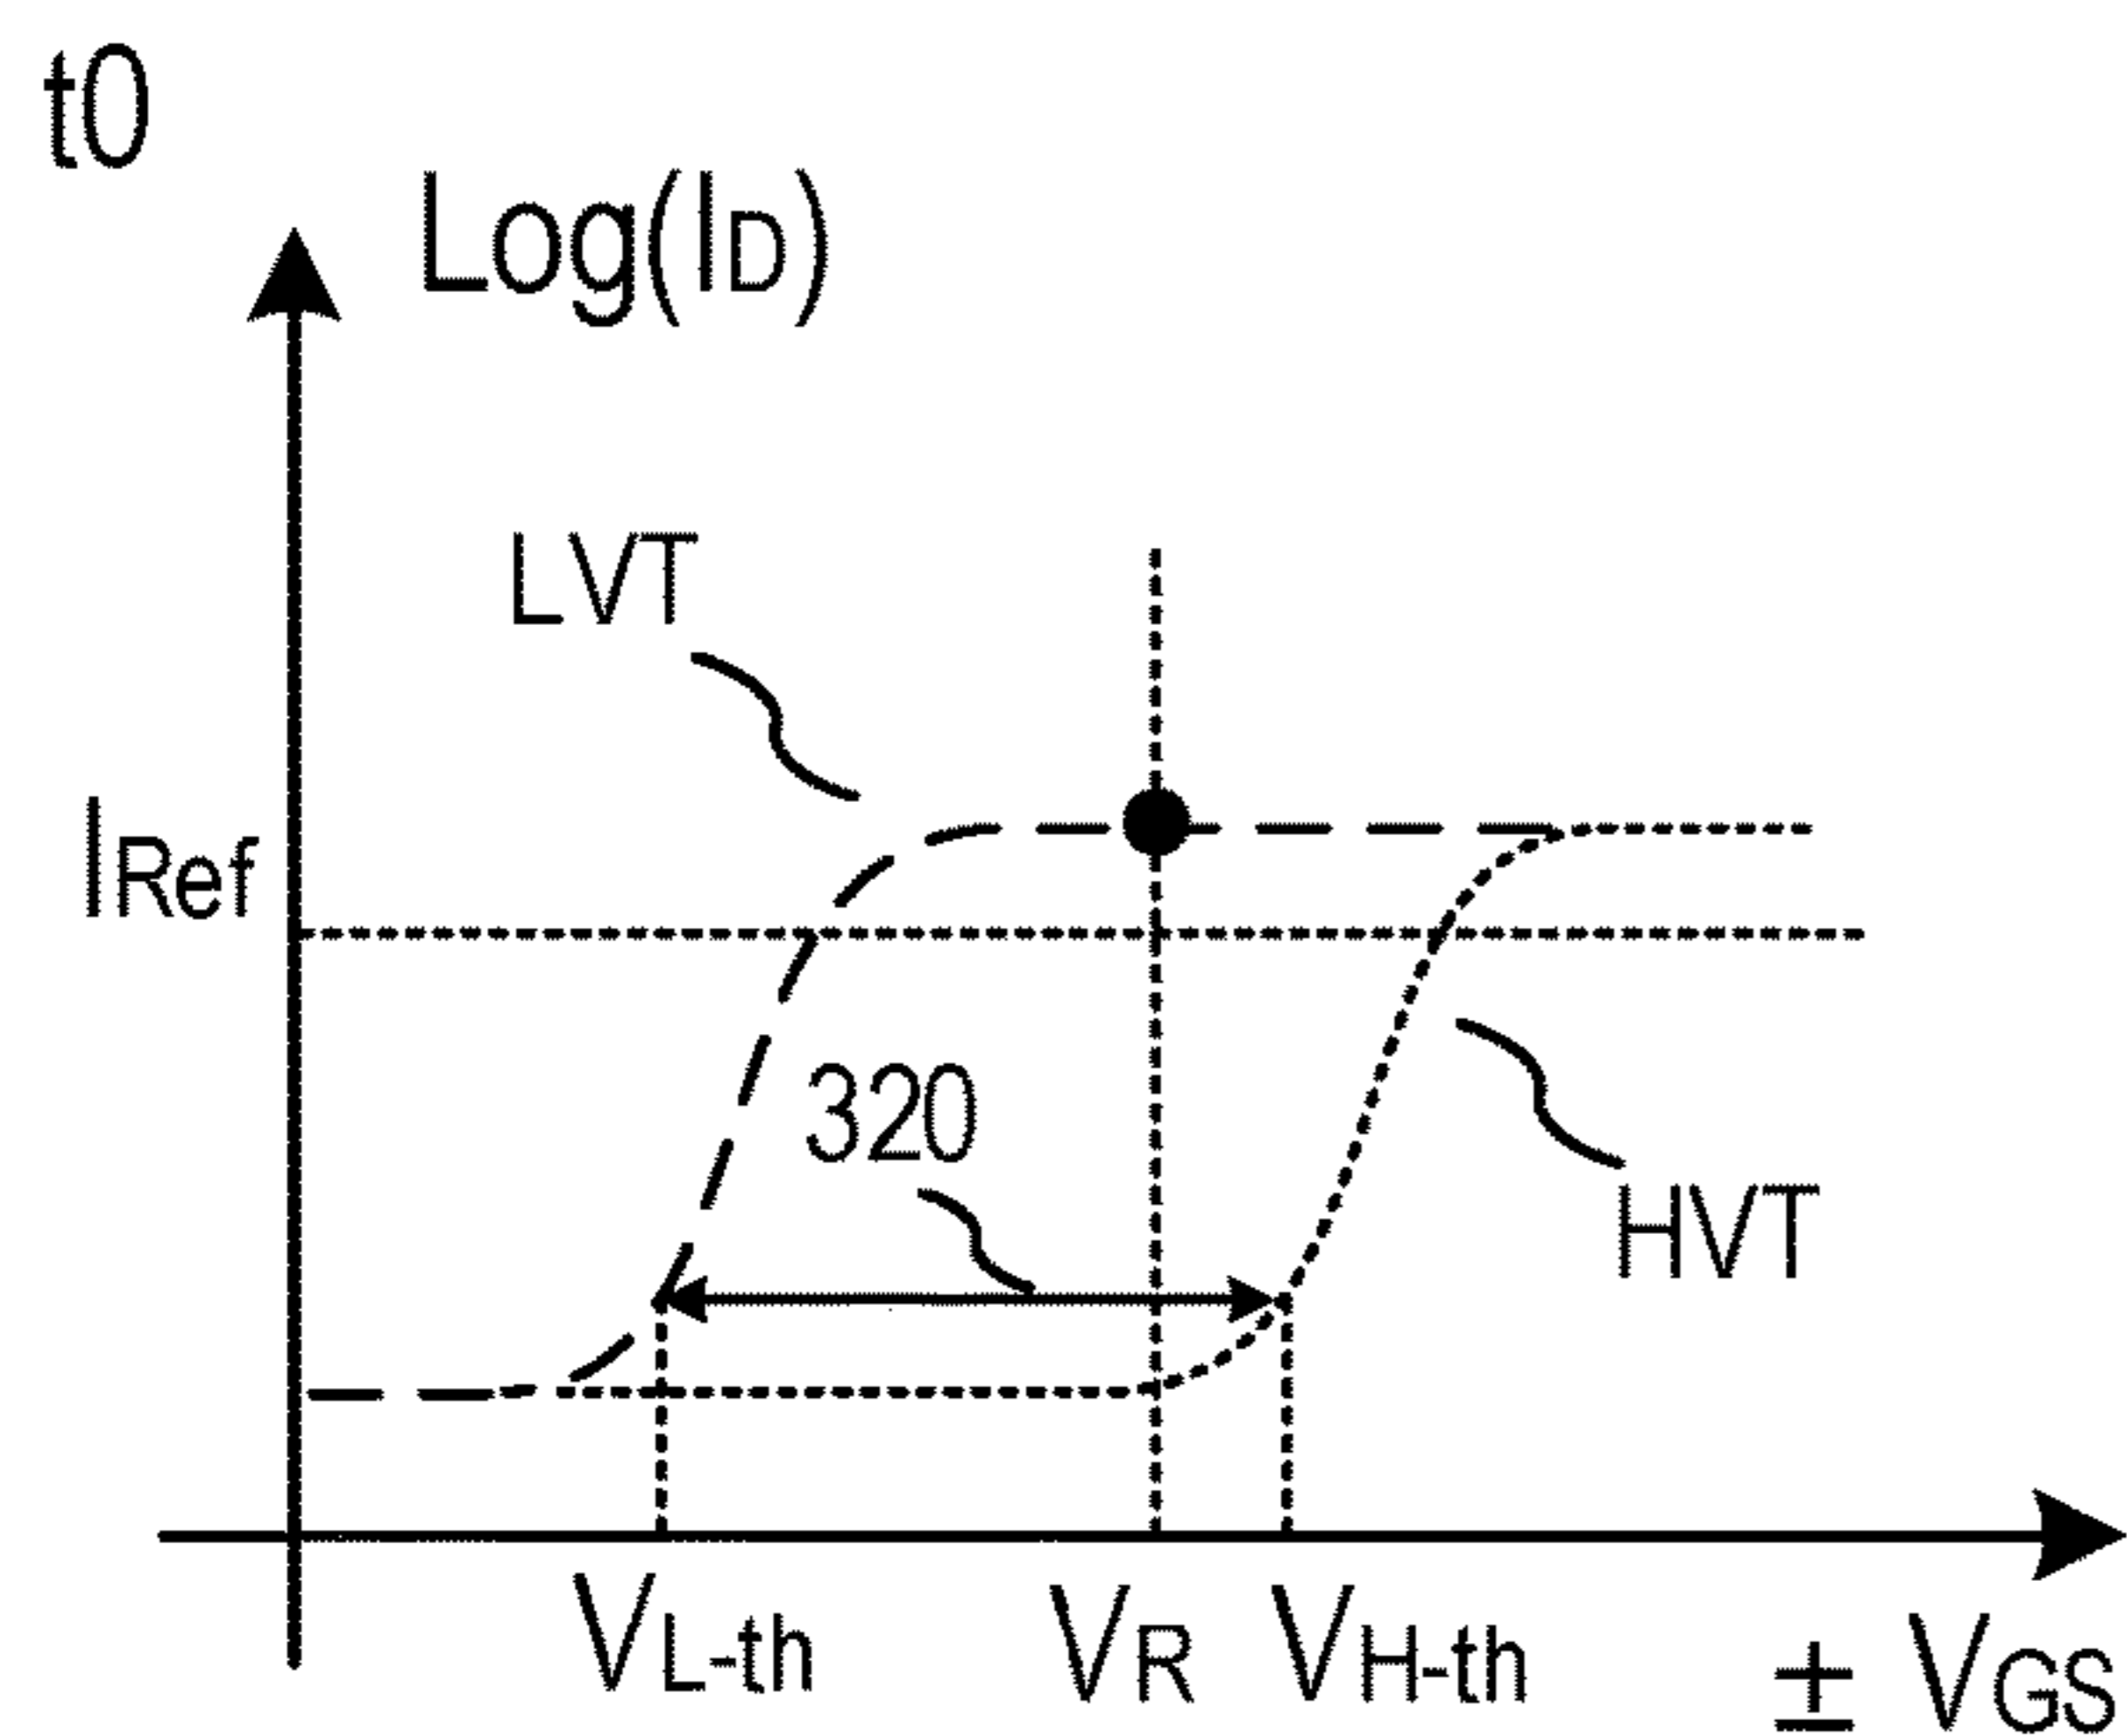 t0
Log(ID)
LVT
IRef
320
HVT
VL-th
VR
VH-th
± VGS